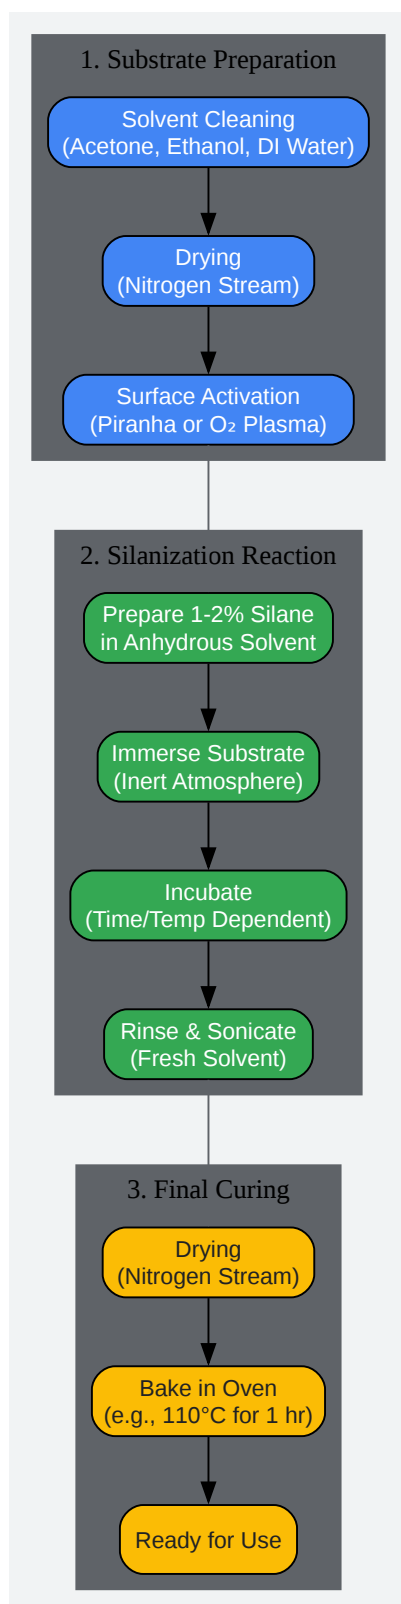 1. Substrate Preparation
Solvent Cleaning
(Acetone, Ethanol, DI Water)
Drying
(Nitrogen Stream)
Surface Activation
(Piranha or O₂ Plasma)
2. Silanization Reaction
Prepare 1-2% Silane
in Anhydrous Solvent
Immerse Substrate
(Inert Atmosphere)
Incubate
(Time/Temp Dependent)
Rinse & Sonicate
(Fresh Solvent)
3. Final Curing
Drying
(Nitrogen Stream)
Bake in Oven
(e.g., 110°C for 1 hr)
Ready for Use